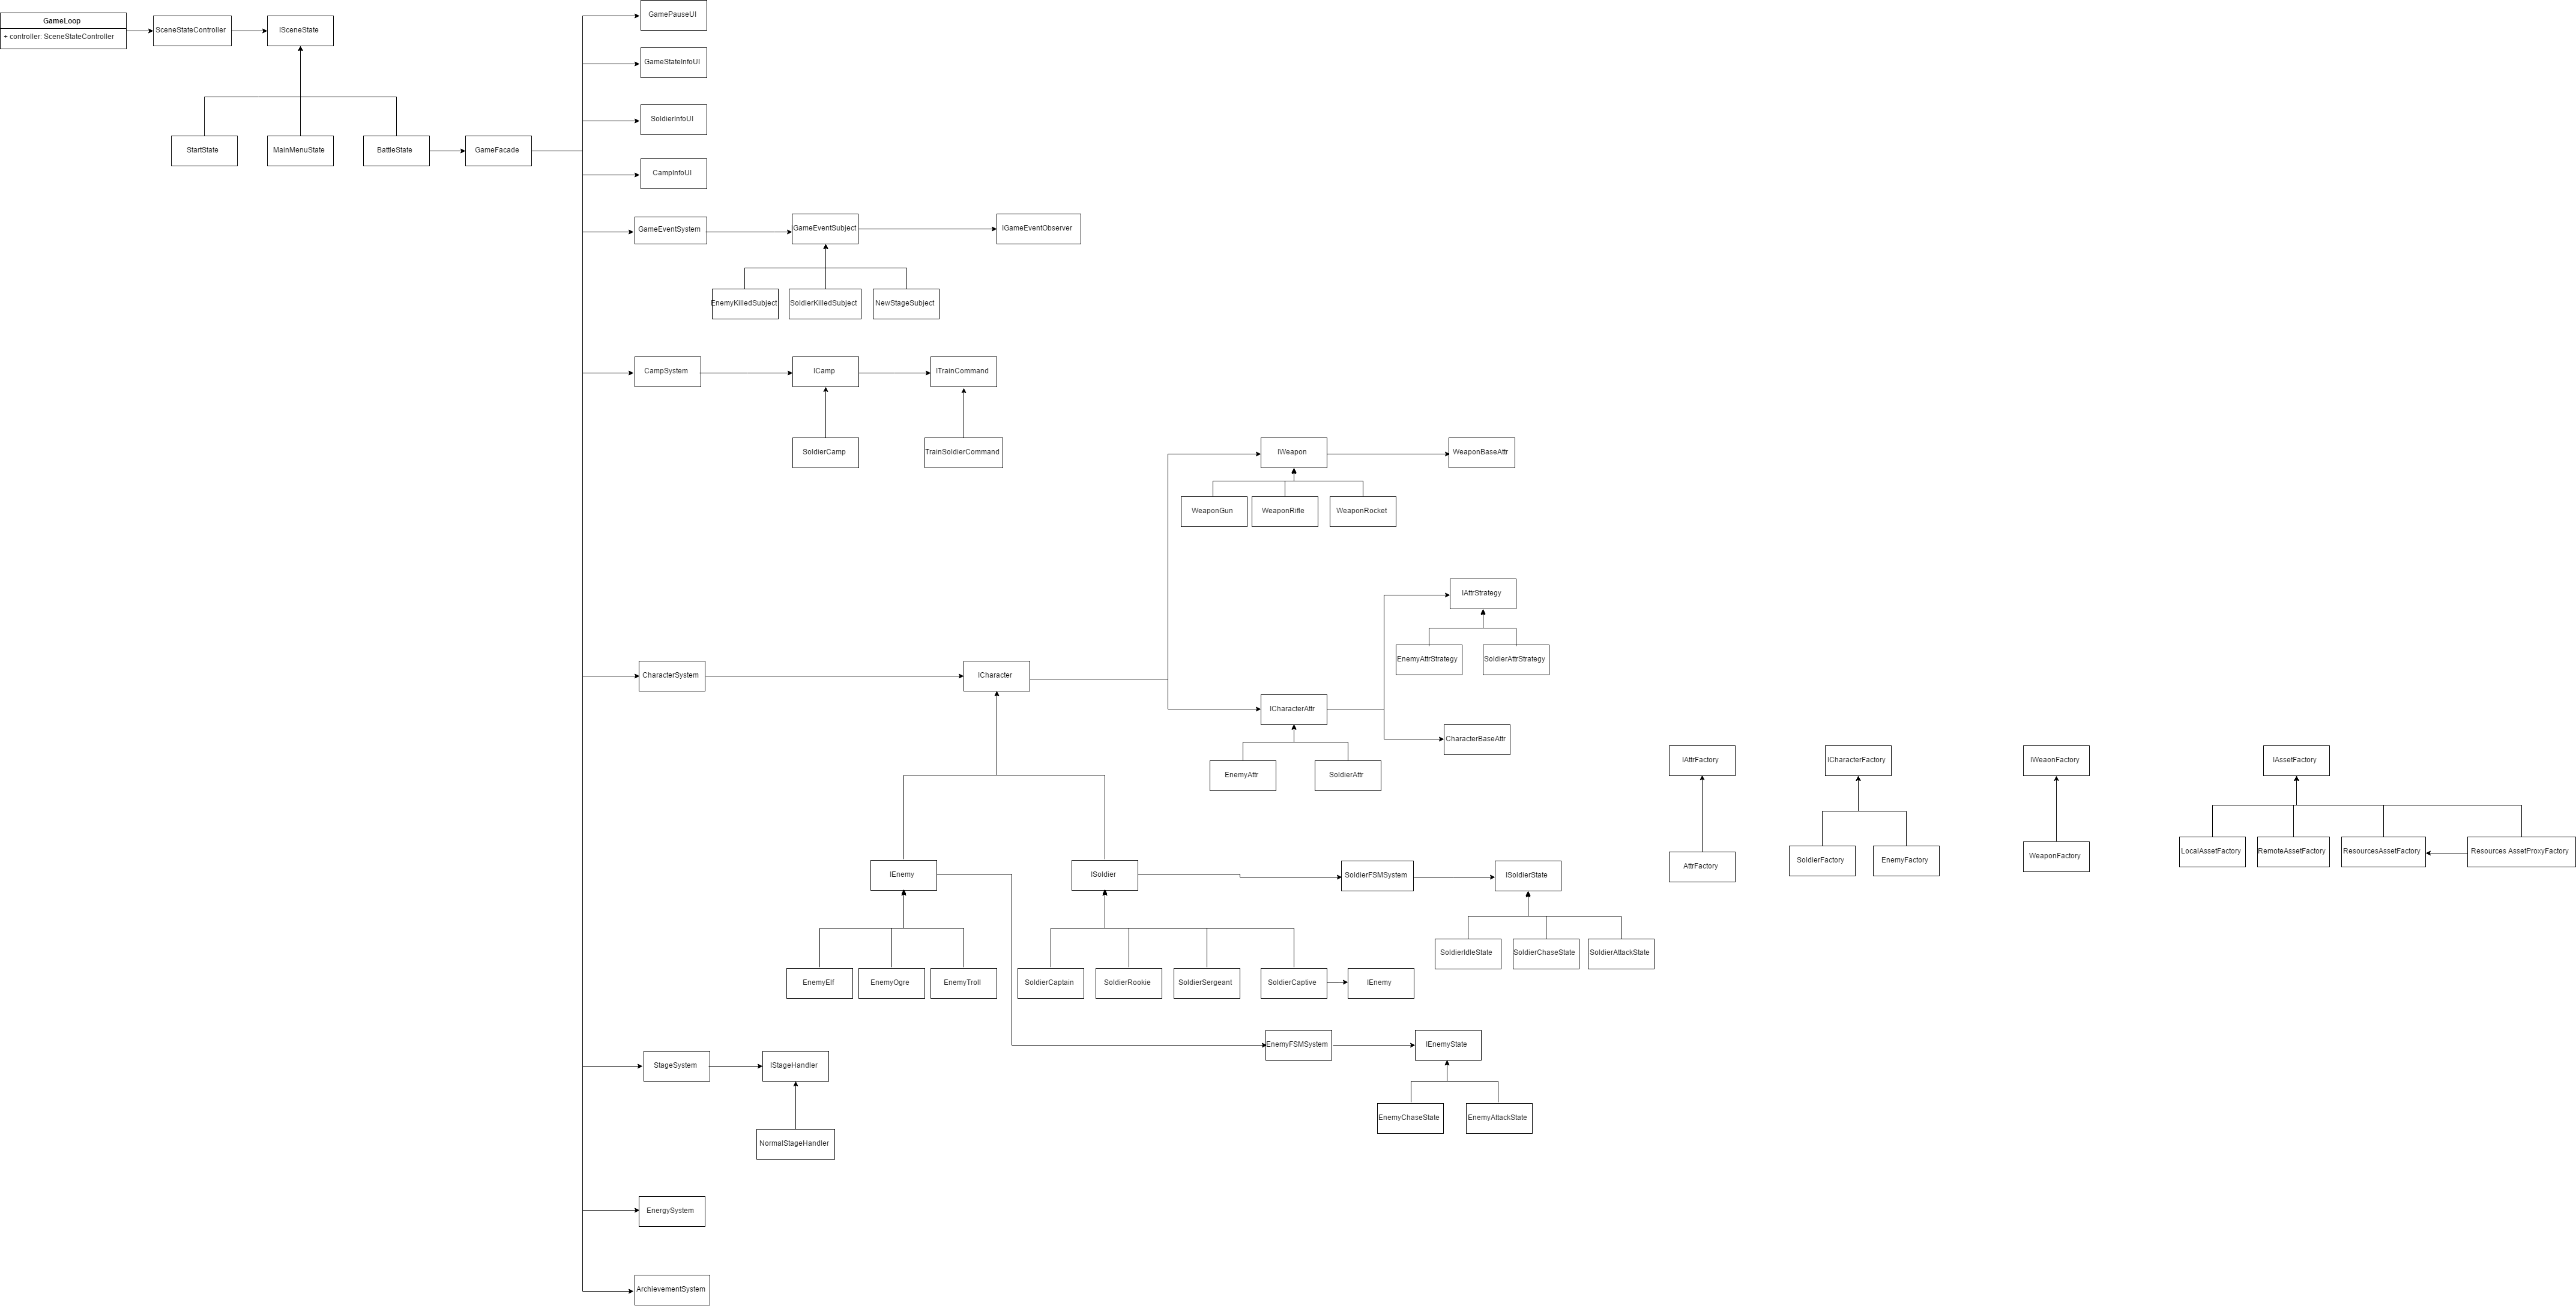 GameLoop
+ controller: SceneStateController
SceneStateController
ISceneState
StartState
MainMenuState
BattleState
GameFacade
GamePauseUI
GameStateInfoUI
SoldierInfoUI
CampInfoUI
GameEventSystem
GameEventSubject
IGameEventObserver
EnemyKilledSubject
SoldierKilledSubject
NewStageSubject
CampSystem
ICamp
ITrainCommand
SoldierCamp
TrainSoldierCommand
IWeapon
WeaponBaseAttr
WeaponGun
WeaponRifle
WeaponRocket
IAttrStrategy
EnemyAttrStrategy
SoldierAttrStrategy
CharacterSystem
ICharacter
ICharacterAttr
CharacterBaseAttr
EnemyAttr
SoldierAttr
IAttrFactory
ICharacterFactory
IWeaonFactory
IAssetFactory
AttrFactory
SoldierFactory
EnemyFactory
WeaponFactory
LocalAssetFactory
RemoteAssetFactory
ResourcesAssetFactory
Resources AssetProxyFactory
IEnemy
ISoldier
SoldierFSMSystem
ISoldierState
SoldierIdleState
SoldierChaseState
SoldierAttackState
EnemyElf
EnemyOgre
EnemyTroll
SoldierCaptain
SoldierRookie
SoldierSergeant
SoldierCaptive
IEnemy
EnemyFSMSystem
IEnemyState
EnemyChaseState
EnemyAttackState
StageSystem
IStageHandler
NormalStageHandler
EnergySystem
ArchievementSystem